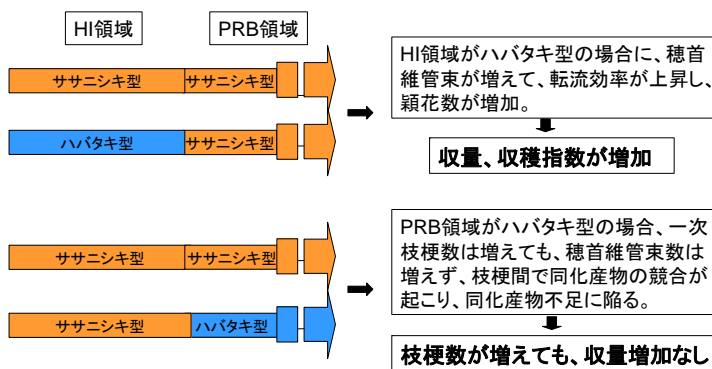 HI領域
PRB領域
ササニシキ型
ササニシキ型
ハバタキ型
ササニシキ型
HI領域がハバタキ型の場合に、穂首
維管束が増えて、転流効率が上昇し、
穎花数が増加。
収量、収穫指数が増加
ササニシキ型
ササニシキ型
ササニシキ型
ハバタキ型
PRB領域がハバタキ型の場合、一次
枝梗数は増えても、穂首維管束数は
増えず、枝梗間で同化産物の競合が
起こり、同化産物不足に陥る。
枝梗数が増えても、収量増加なし